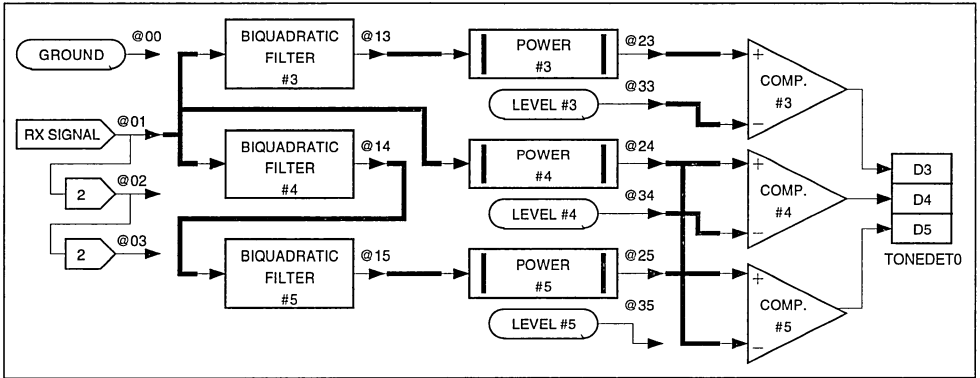 @00
GROUND
BIQUADRATIC
FILTER
#3
@13
POWER
#3
@23
+
−
COMP.
#3
LEVEL #3
@33
RX SIGNAL
@01
BIQUADRATIC
FILTER
#4
@14
POWER
#4
@24
+
−
COMP.
#4
LEVEL #4
@34
2
@02
2
@03
BIQUADRATIC
FILTER
#5
@15
POWER
#5
@25
+
−
COMP.
#5
LEVEL #5
@35
D3
D4
D5
TONEDET0